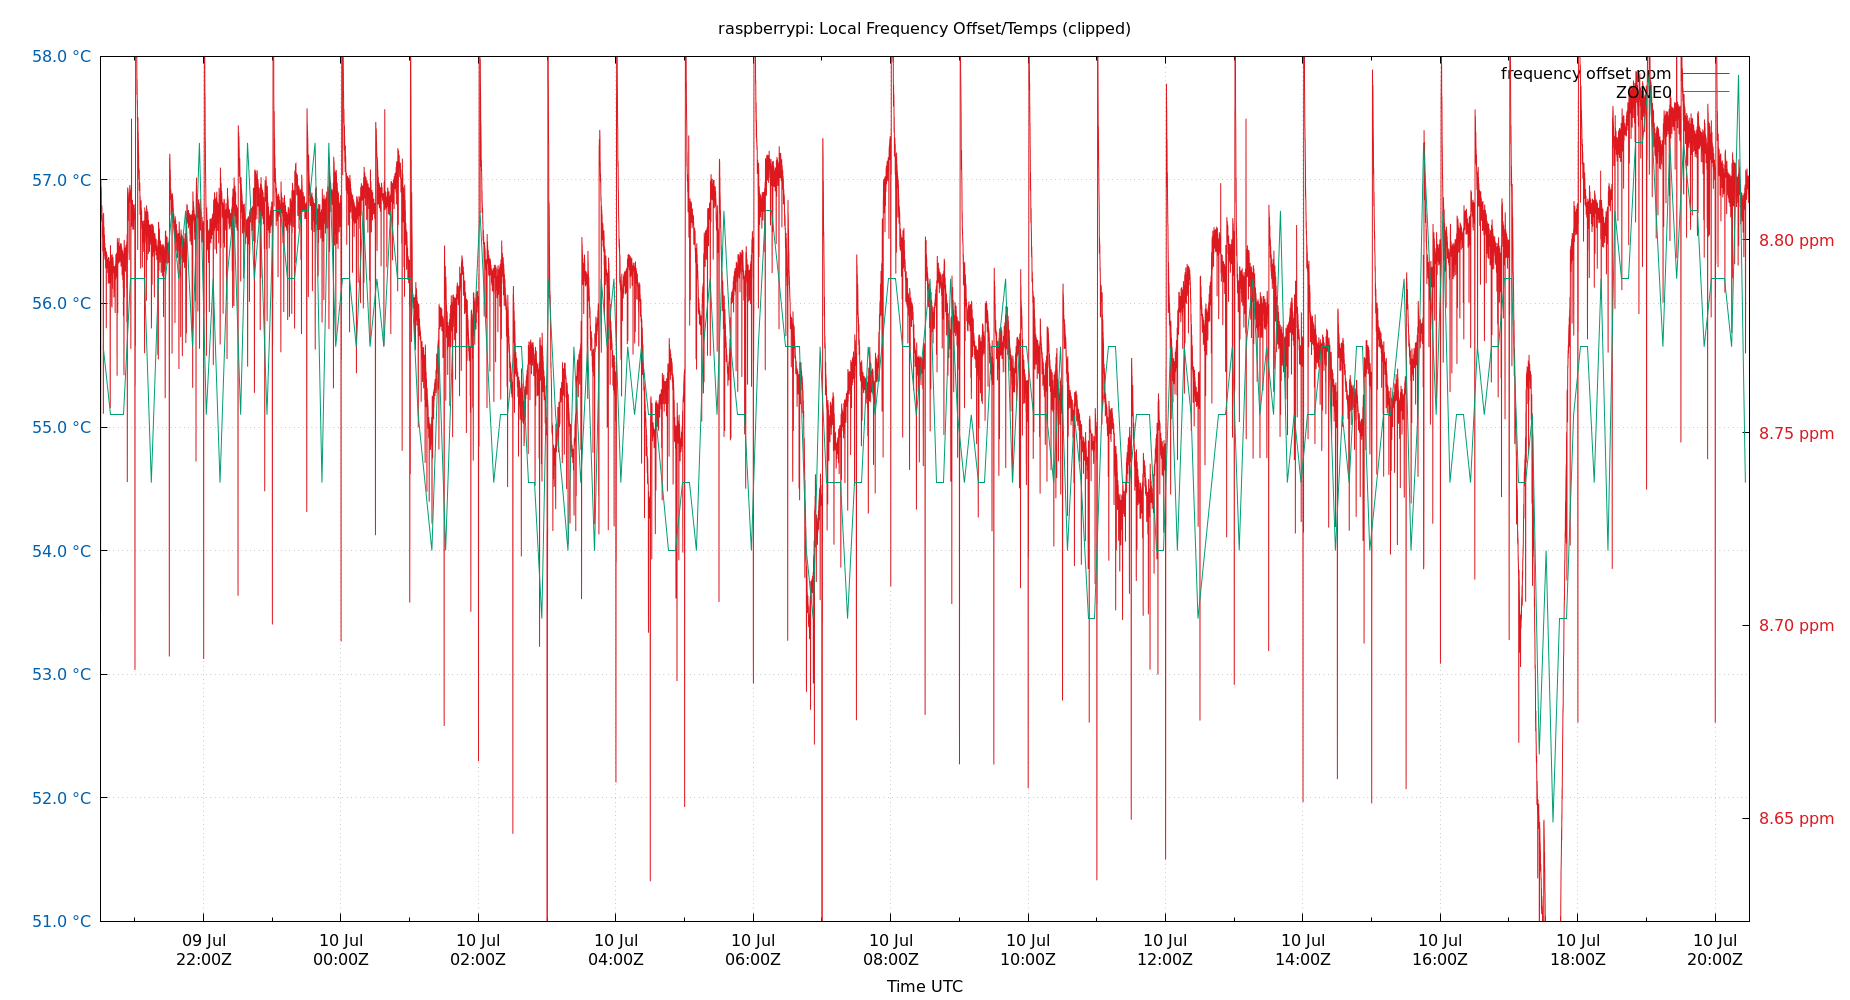 raspberrypi: Local Frequency Offset/Temps (clipped)
58.0 °C
57.0 °C
56.0 °C
55.0 °C
54.0 °C
53.0 °C
52.0 °C
51.0 °C
frequency offset ppm
ZONE0
8.80 ppm
8.75 ppm
8.70 ppm
8.65 ppm
09 Jul
22:00Z
10 Jul
00:00Z
10 Jul
02:00Z
10 Jul
04:00Z
10 Jul
06:00Z
10 Jul
08:00Z
10 Jul
10:00Z
10 Jul
12:00Z
10 Jul
14:00Z
10 Jul
16:00Z
10 Jul
18:00Z
10 Jul
20:00Z
Time UTC